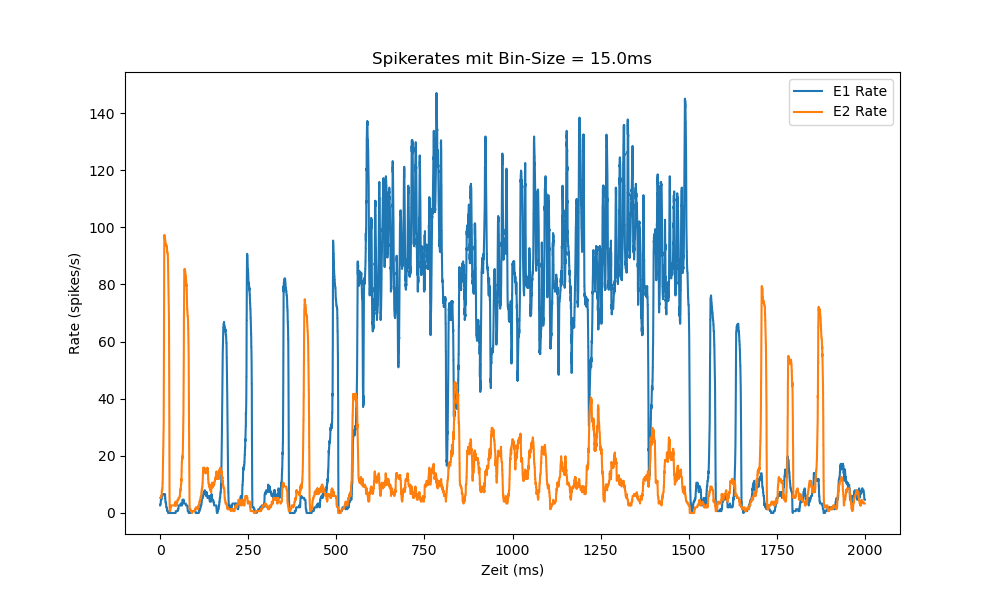 Spikerates mit Bin-Size = 15.0ms
E1 Rate
E2 Rate
Rate (spikes/s)
140
120
100
80
60
40
20
0
0 250 500 750 1000 1250 1500 1750 2000
Zeit (ms)